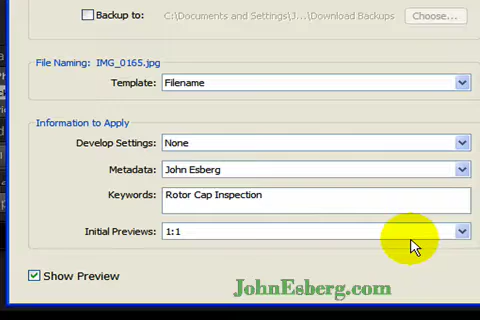 Backup to: C:\Documents and Settings\J...\Download Backups Choose...
File Naming: IMG_0165.jpg
Template: Filename
Information to Apply
Develop Settings: None
Metadata: John Esberg
Keywords: Rotor Cap Inspection
Initial Previews: 1:1
Show Preview
JohnEsberg.com